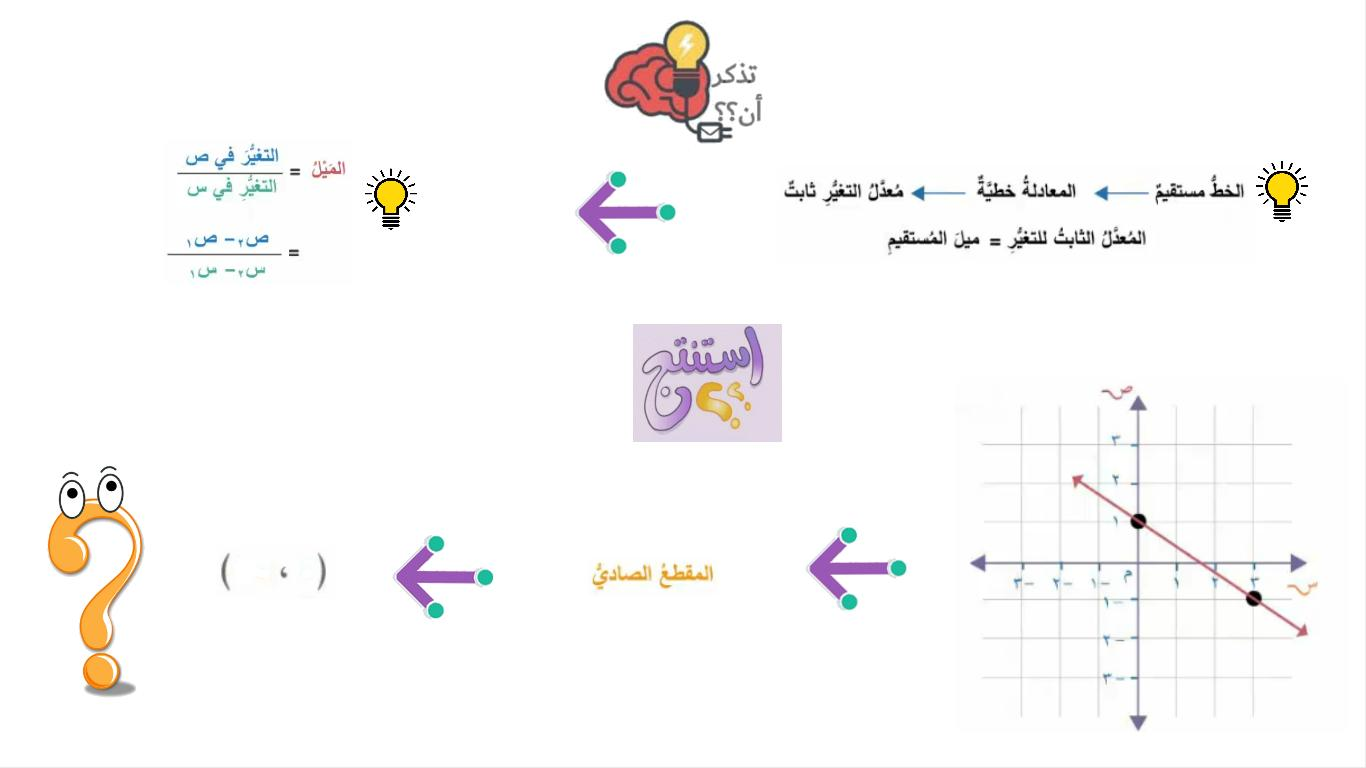 تذكر
أن؟؟
الخطُّ مستقيمٌ ← المعادلةُ خطيَّةٌ ← مُعدَّلُ التغيُّرِ ثابتٌ
المُعدَّلُ الثابتُ للتغيُّرِ = ميلَ المُستقيمِ
المَيْلُ = التغيُّرَ في ص
التغيُّرِ في س
= ص٢ – ص١
س٢ – س١
استنتج
؟؟
ص
٣
٢
١
–٣ –٢ –١ م ١ ٢ ٣ س
–١
–٢
–٣
المقطعُ الصاديُّ
( ، )
?